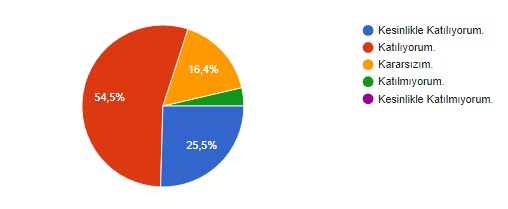 54,5%
16,4%
25,5%
Kesinlikle Katılıyorum.
Katılıyorum.
Kararsızım.
Katılmıyorum.
Kesinlikle Katılmıyorum.